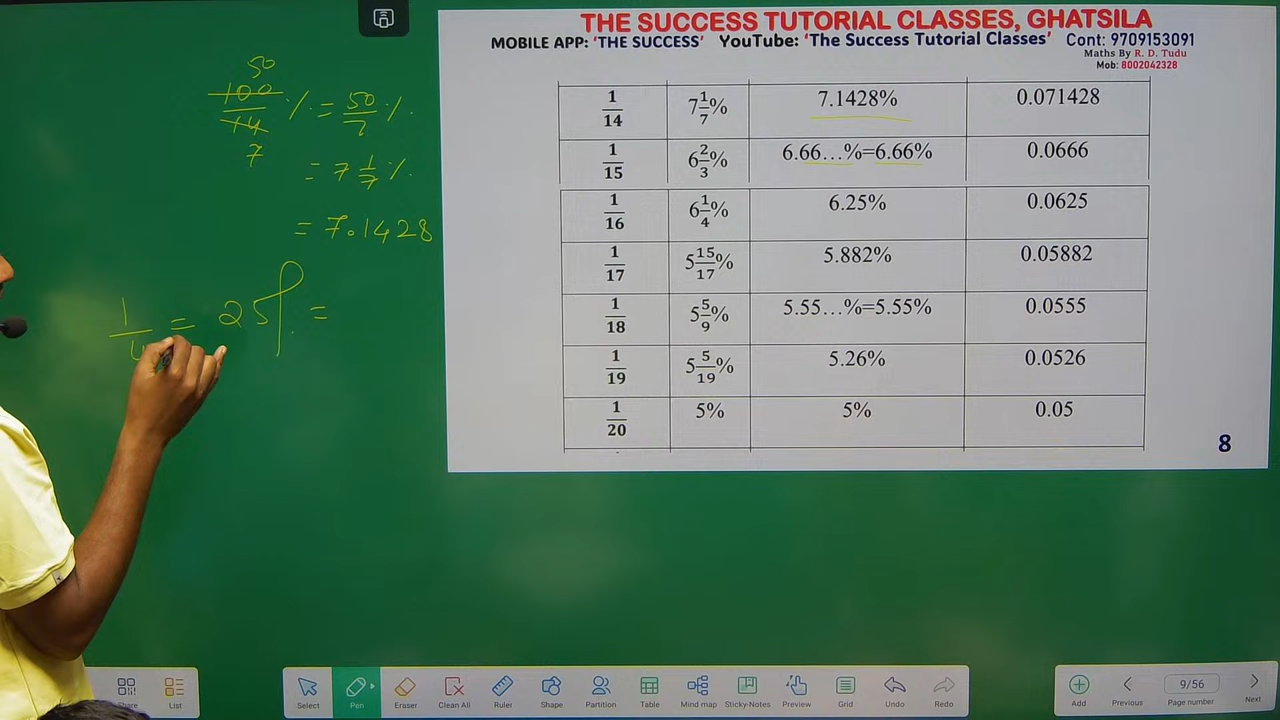 THE SUCCESS TUTORIAL CLASSES, GHATSILA
MOBILE APP: 'THE SUCCESS' YouTube: 'The Success Tutorial Classes' Cont: 9709153091
Maths By R. D. Tudu
Mob: 8002042328
1/14 7 1/7% 7.1428% 0.071428
1/15 6 2/3% 6.66...%=6.66% 0.0666
1/16 6 1/4% 6.25% 0.0625
1/17 5 15/17% 5.882% 0.05882
1/18 5 5/9% 5.55...%=5.55% 0.0555
1/19 5 5/19% 5.26% 0.0526
1/20 5% 5% 0.05
8
50
100/14 % = 50/7 %
7
= 7 1/7 %
= 7.1428
1/4 = 25 % =
Share
List
Select
Pen
Eraser
Clean All
Ruler
Shape
Partition
Table
Mind map
Sticky-Notes
Preview
Grid
Undo
Redo
Add
Previous
9/56
Page number
Next